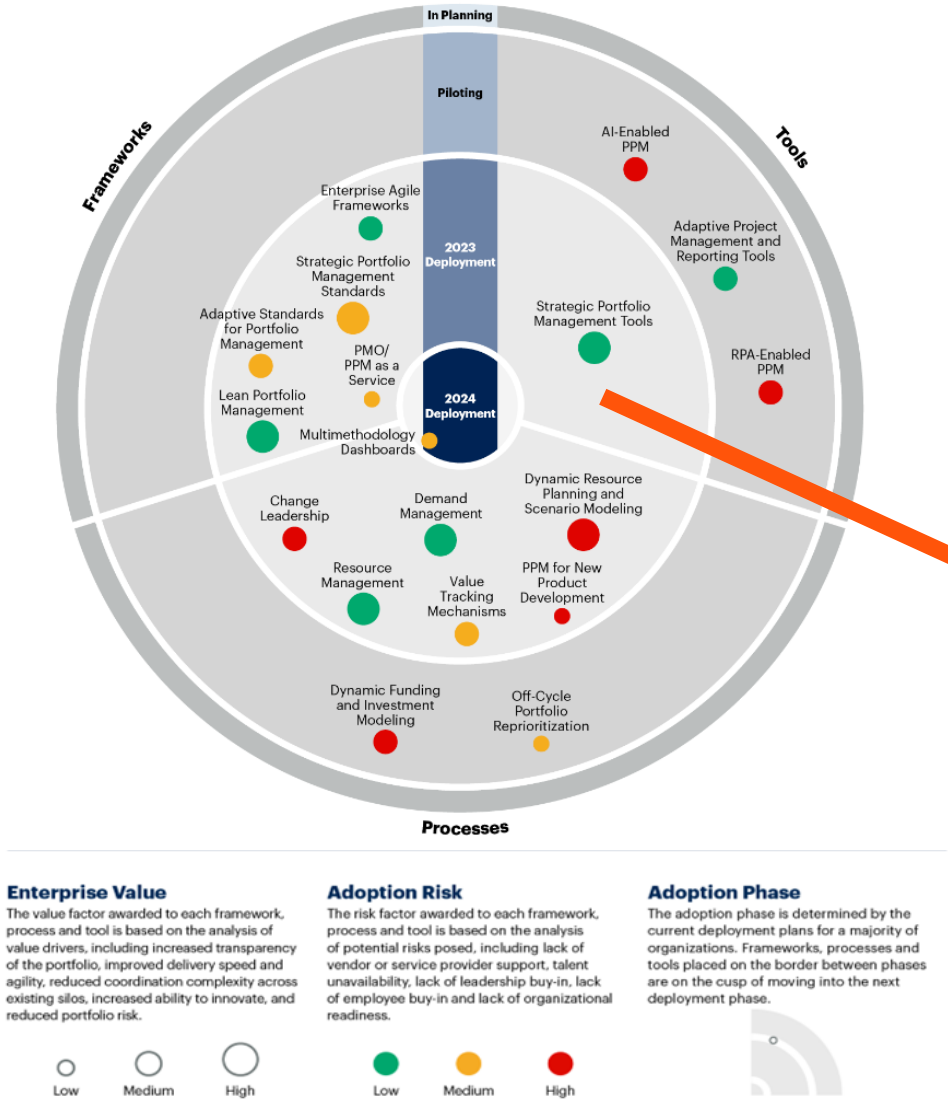 In Planning
Piloting
2023
Deployment
2024
Deployment
Frameworks
Enterprise Agile
Frameworks
Strategic Portfolio
Management
Standards
Adaptive Standards
for Portfolio
Management
PMO/
PPM as a
Service
Lean Portfolio
Management
Multimethodology
Dashboards
Tools
AI-Enabled
PPM
Adaptive Project
Management and
Reporting Tools
Strategic Portfolio
Management Tools
RPA-Enabled
PPM
Change
Leadership
Demand
Management
Dynamic Resource
Planning and
Scenario Modeling
Resource
Management
Value
Tracking
Mechanisms
PPM for New
Product
Development
Dynamic Funding
and Investment
Modeling
Off-Cycle
Portfolio
Reprioritization
Processes
Enterprise Value
The value factor awarded to each framework,
process and tool is based on the analysis of
value drivers, including increased transparency
of the portfolio, improved delivery speed and
agility, reduced coordination complexity across
existing silos, increased ability to innovate, and
reduced portfolio risk.
Low
Medium
High
Adoption Risk
The risk factor awarded to each framework,
process and tool is based on the analysis
of potential risks posed, including lack of
vendor or service provider support, talent
unavailability, lack of leadership buy-in, lack
of employee buy-in and lack of organizational
readiness.
Low
Medium
High
Adoption Phase
The adoption phase is determined by the
current deployment plans for a majority of
organizations. Frameworks, processes and
tools placed on the border between phases
are on the cusp of moving into the next
deployment phase.